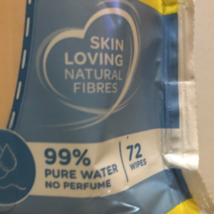 SKIN
LOVING
NATURAL
FIBRES
99%
PURE WATER
NO PERFUME
72
WIPES